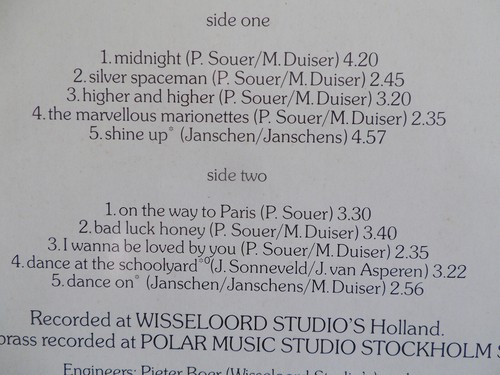 side one
1. midnight (P. Souer/M. Duiser) 4.20
2. silver spaceman (P. Souer/M. Duiser) 2.45
3. higher and higher (P. Souer/M. Duiser) 3.20
4. the marvellous marionettes (P. Souer/M. Duiser) 2.35
5. shine up° (Janschen/Janschens) 4.57
side two
1. on the way to Paris (P. Souer) 3.30
2. bad luck honey (P. Souer/M. Duiser) 3.40
3. I wanna be loved by you (P. Souer/M. Duiser) 2.35
4. dance at the schoolyard°° (J. Sonneveld/J. van Asperen) 3.22
5. dance on° (Janschen/Janschens/M. Duiser) 2.56
Recorded at WISSELOORD STUDIO'S Holland.
brass recorded at POLAR MUSIC STUDIO STOCKHOLM
Engineers: Pieter Boer (Wisseloord Studio's)